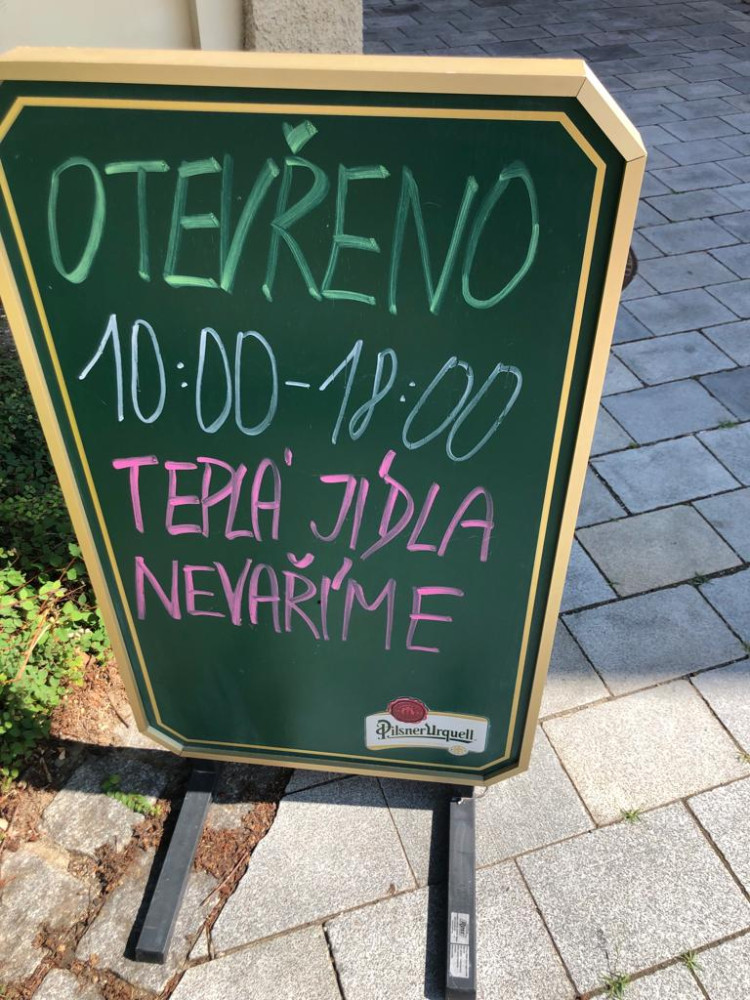 OTEVŘENO
10:00-18:00
TEPLÁ JÍDLA
NEVAŘÍME
Pilsner Urquell